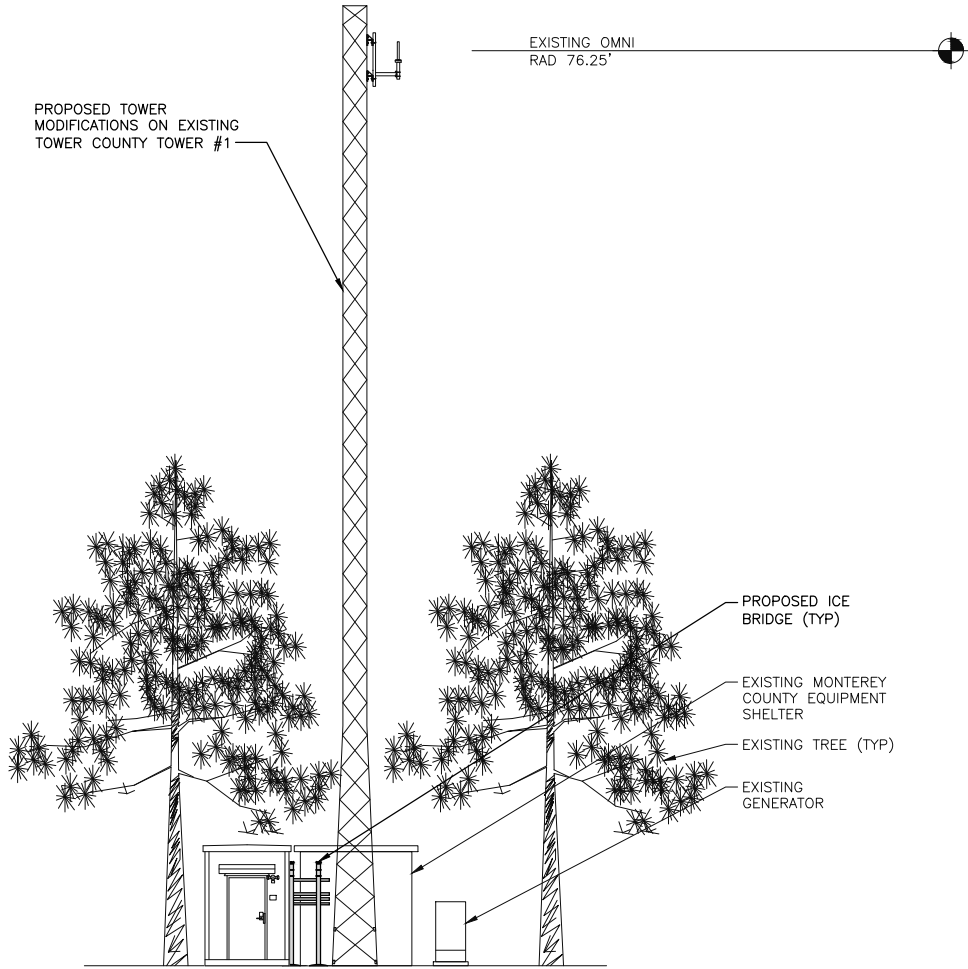 EXISTING OMNI
RAD 76.25'
PROPOSED TOWER
MODIFICATIONS ON EXISTING
TOWER COUNTY TOWER #1
PROPOSED ICE
BRIDGE (TYP)
EXISTING MONTEREY
COUNTY EQUIPMENT
SHELTER
EXISTING TREE (TYP)
EXISTING
GENERATOR